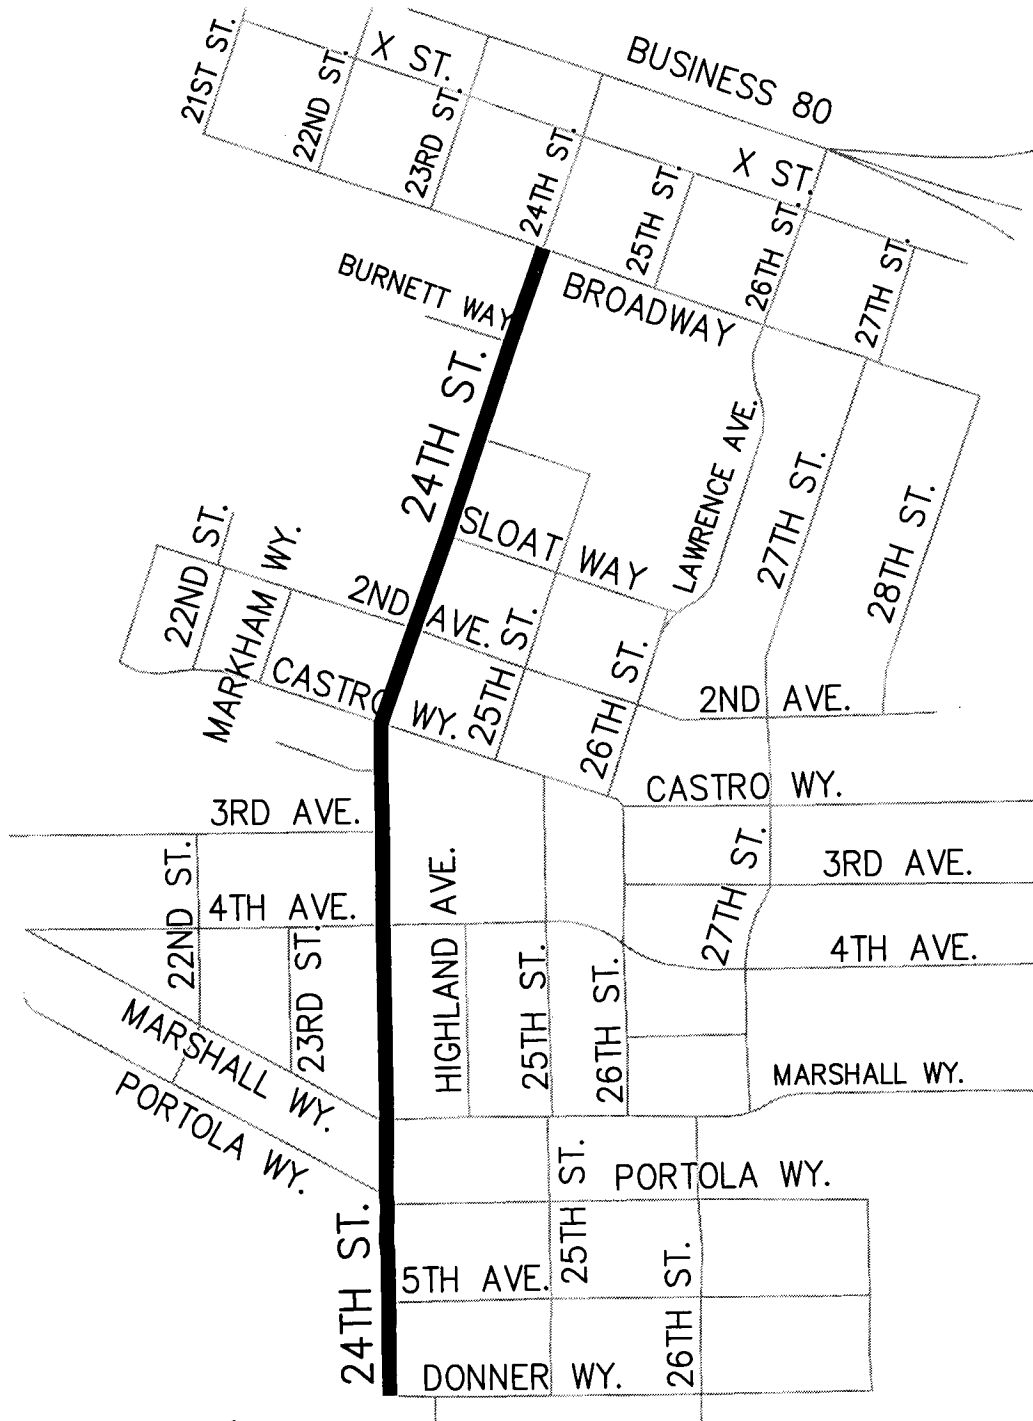 21ST ST.
22ND ST.
X ST.
23RD ST.
24TH ST.
BUSINESS 80
X ST.
25TH ST.
26TH ST.
27TH ST.
BURNETT WAY
BROADWAY
24TH ST.
LAWRENCE AVE.
27TH ST.
28TH ST.
22ND ST.
MARKHAM WY.
SLOAT WAY
2ND AVE.
25TH ST.
26TH ST.
CASTRO WY.
2ND AVE.
CASTRO WY.
3RD AVE.
27TH ST.
3RD AVE.
22ND ST.
4TH AVE.
23RD ST.
HIGHLAND AVE.
25TH ST.
26TH ST.
4TH AVE.
MARSHALL WY.
MARSHALL WY.
PORTOLA WY.
PORTOLA WY.
25TH ST.
24TH ST.
5TH AVE.
26TH ST.
DONNER WY.